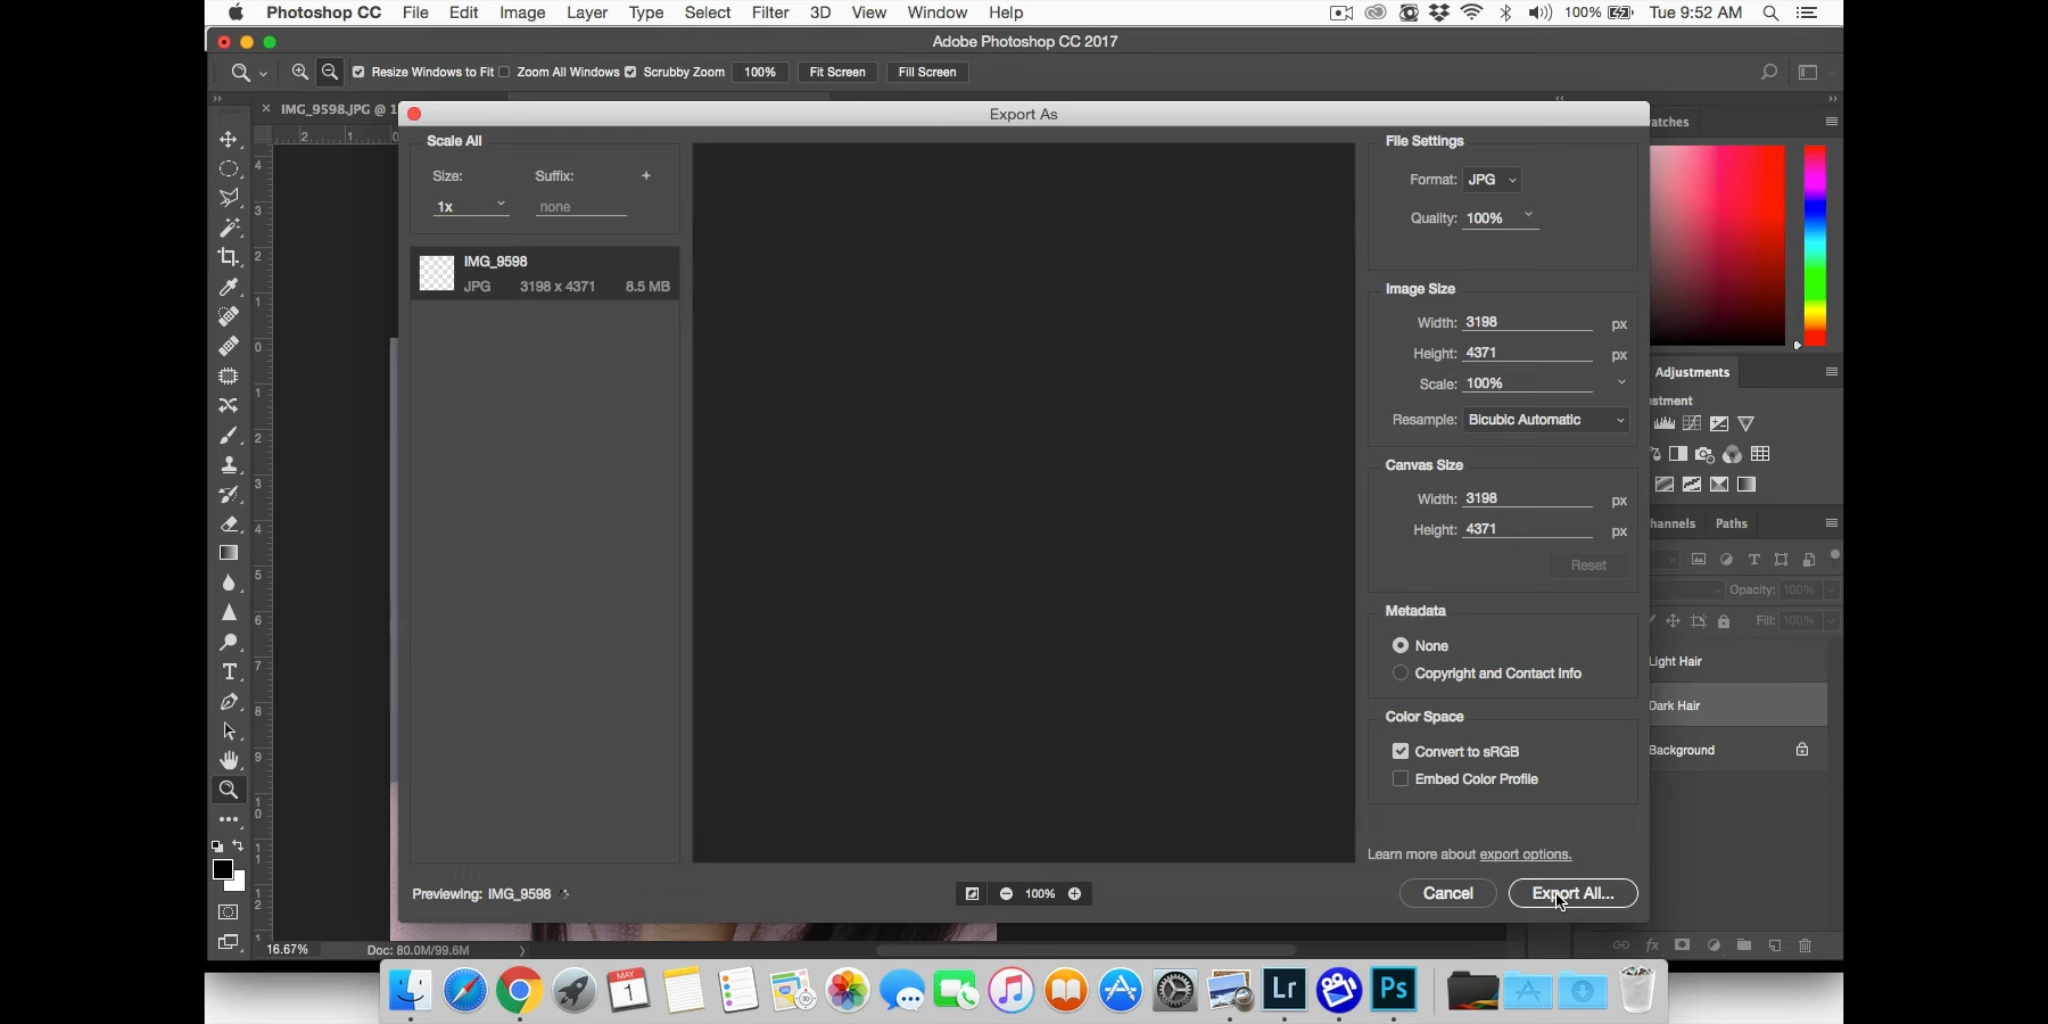 Photoshop CC File Edit Image Layer Type Select Filter 3D View Window Help 100% Tue 9:52 AM
Adobe Photoshop CC 2017
Resize Windows to Fit Zoom All Windows Scrubby Zoom 100% Fit Screen Fill Screen
IMG_9598.JPG @ 1
Export As
atches
Scale All
Size: Suffix: +
1x none
IMG_9598
JPG 3198 x 4371 8.5 MB
File Settings
Format: JPG
Quality: 100%
Image Size
Width: 3198 px
Height: 4371 px
Scale: 100%
Resample: Bicubic Automatic
Canvas Size
Width: 3198 px
Height: 4371 px
Reset
Metadata
None
Copyright and Contact Info
Color Space
Convert to sRGB
Embed Color Profile
Learn more about export options.
Previewing: IMG_9598
100%
Cancel Export All...
Adjustments
stment
hannels Paths
Opacity: 100%
Fill: 100%
Light Hair
Dark Hair
Background
16.67% Doc: 80.0M/99.6M
MAY
1
Lr Ps